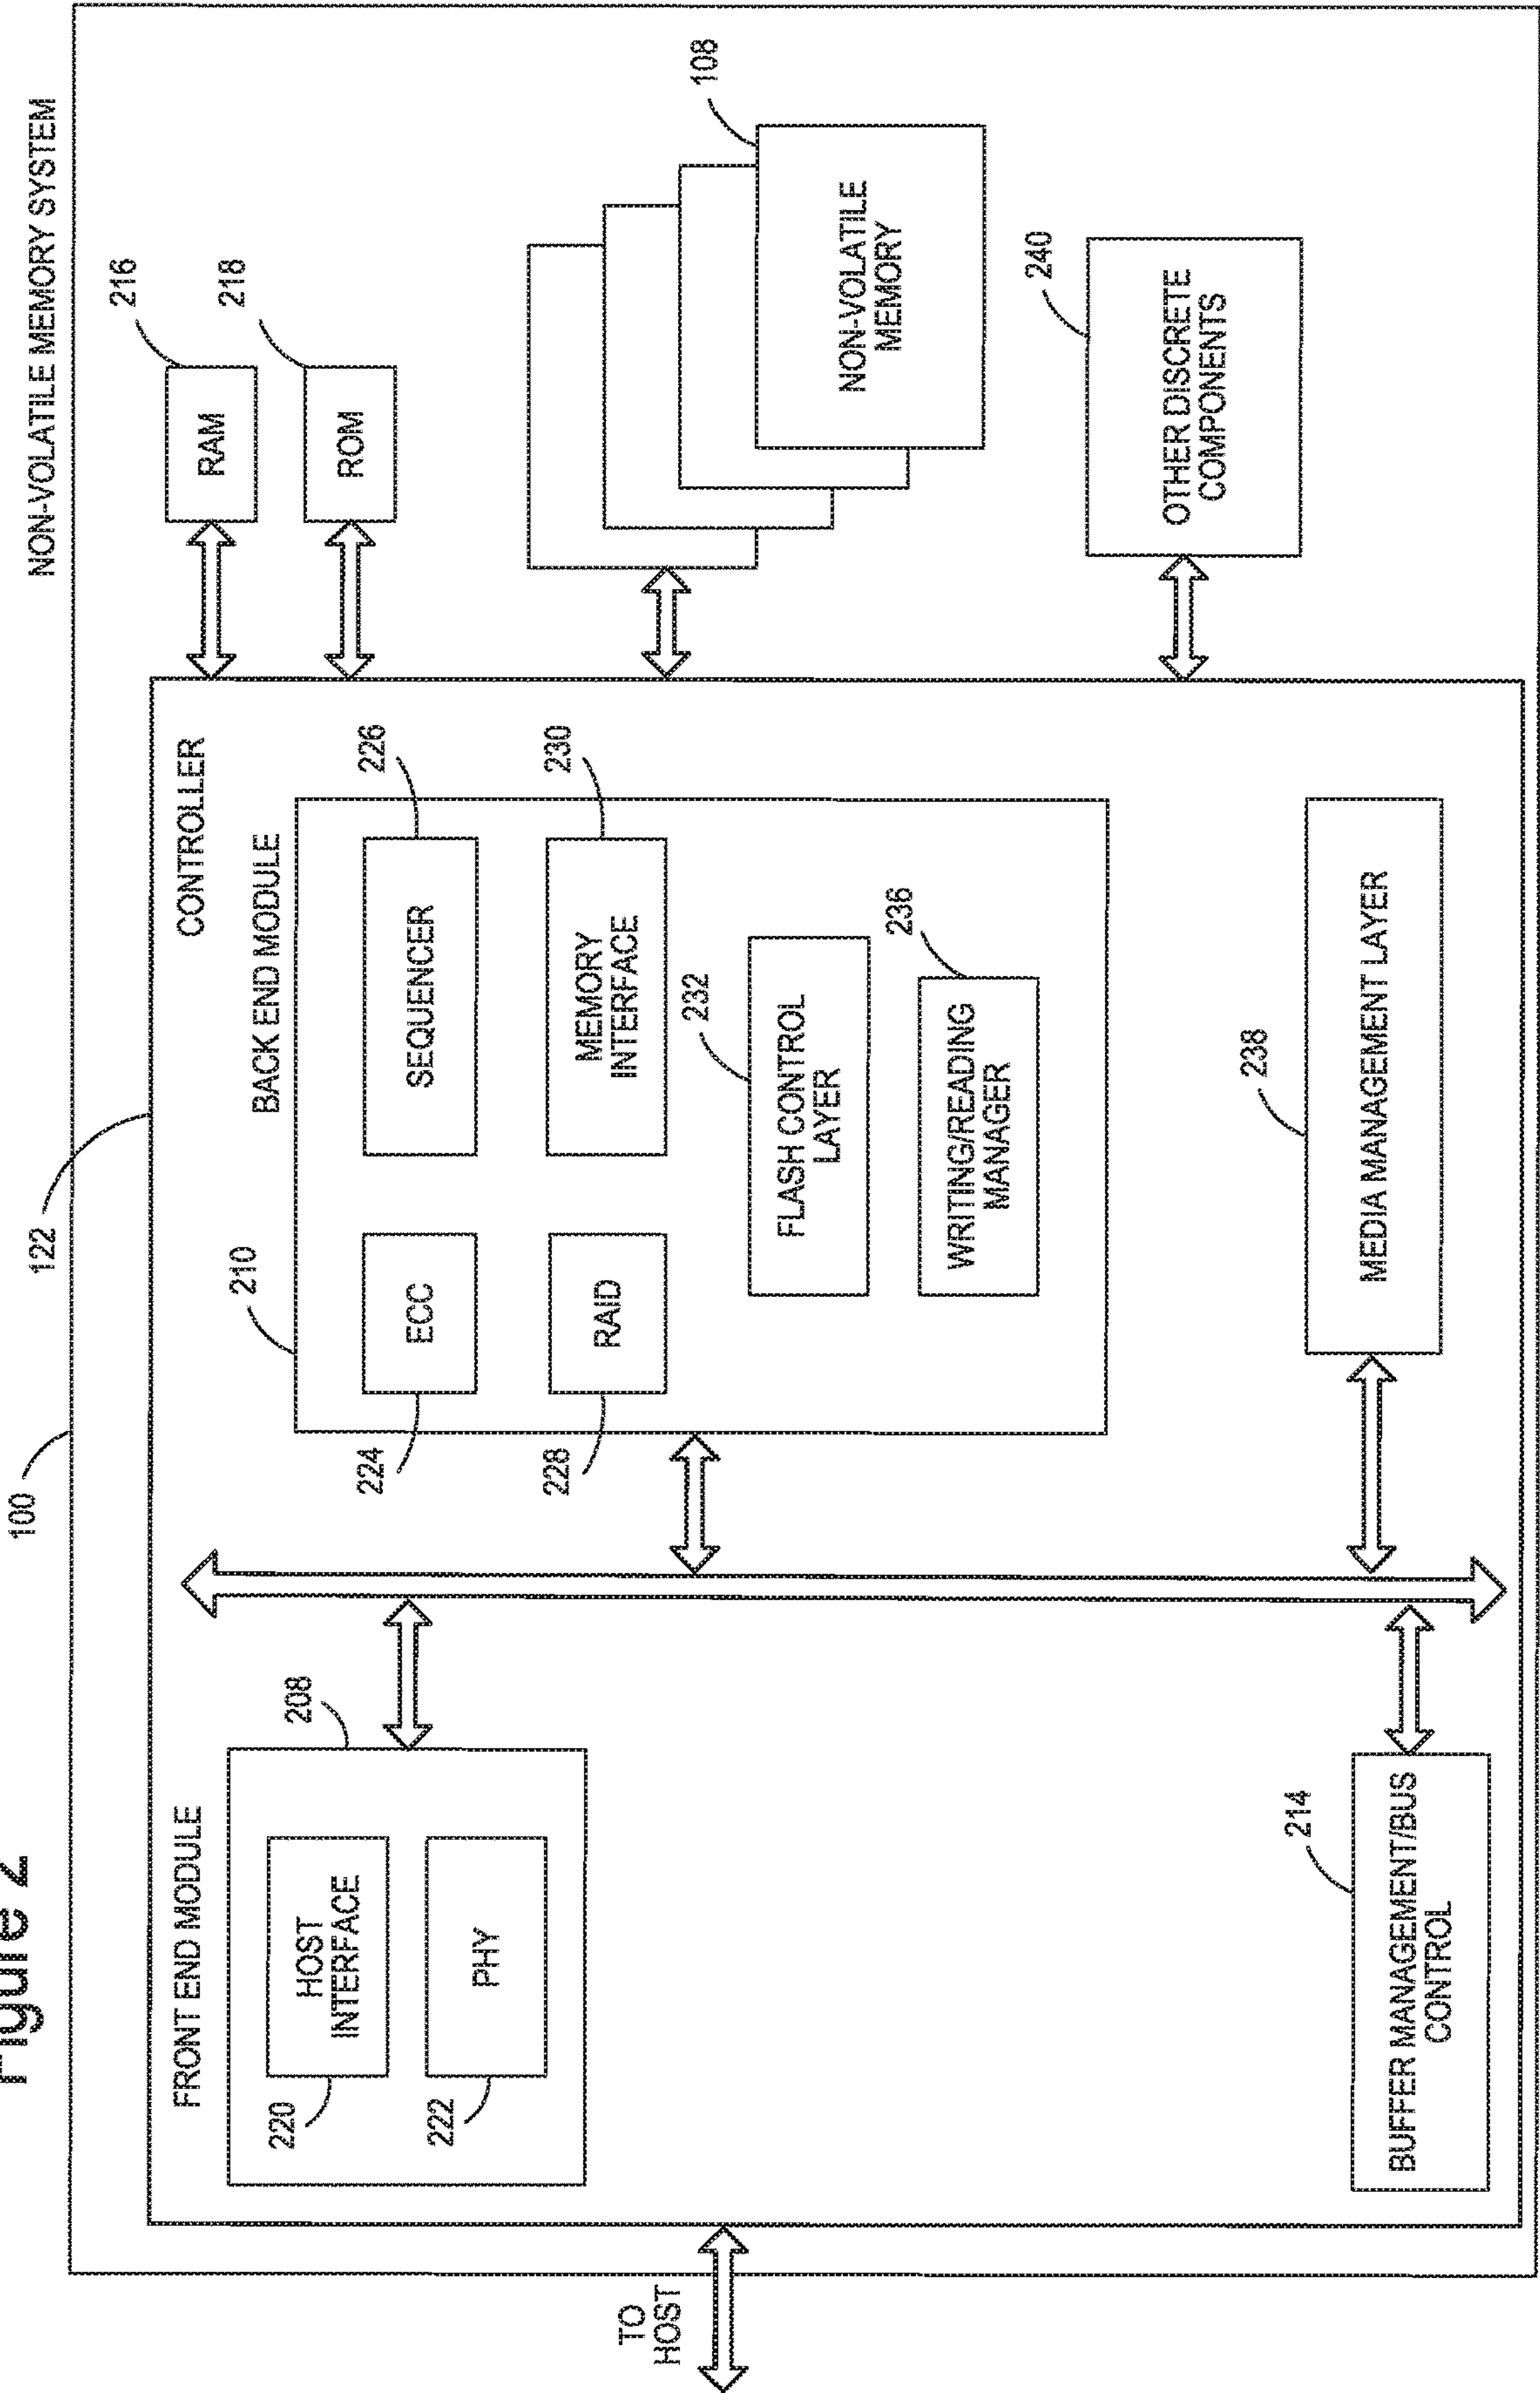 Figure 2
NON-VOLATILE MEMORY SYSTEM
100
122
CONTROLLER
TO
HOST
FRONT END MODULE
208
220
HOST
INTERFACE
222
PHY
BUFFER MANAGEMENT/BUS
CONTROL
214
210
BACK END MODULE
224
ECC
SEQUENCER
226
228
RAID
MEMORY
INTERFACE
230
FLASH CONTROL
LAYER
232
WRITING/READING
MANAGER
236
MEDIA MANAGEMENT LAYER
238
RAM
216
ROM
218
NON-VOLATILE
MEMORY
108
OTHER DISCRETE
COMPONENTS
240